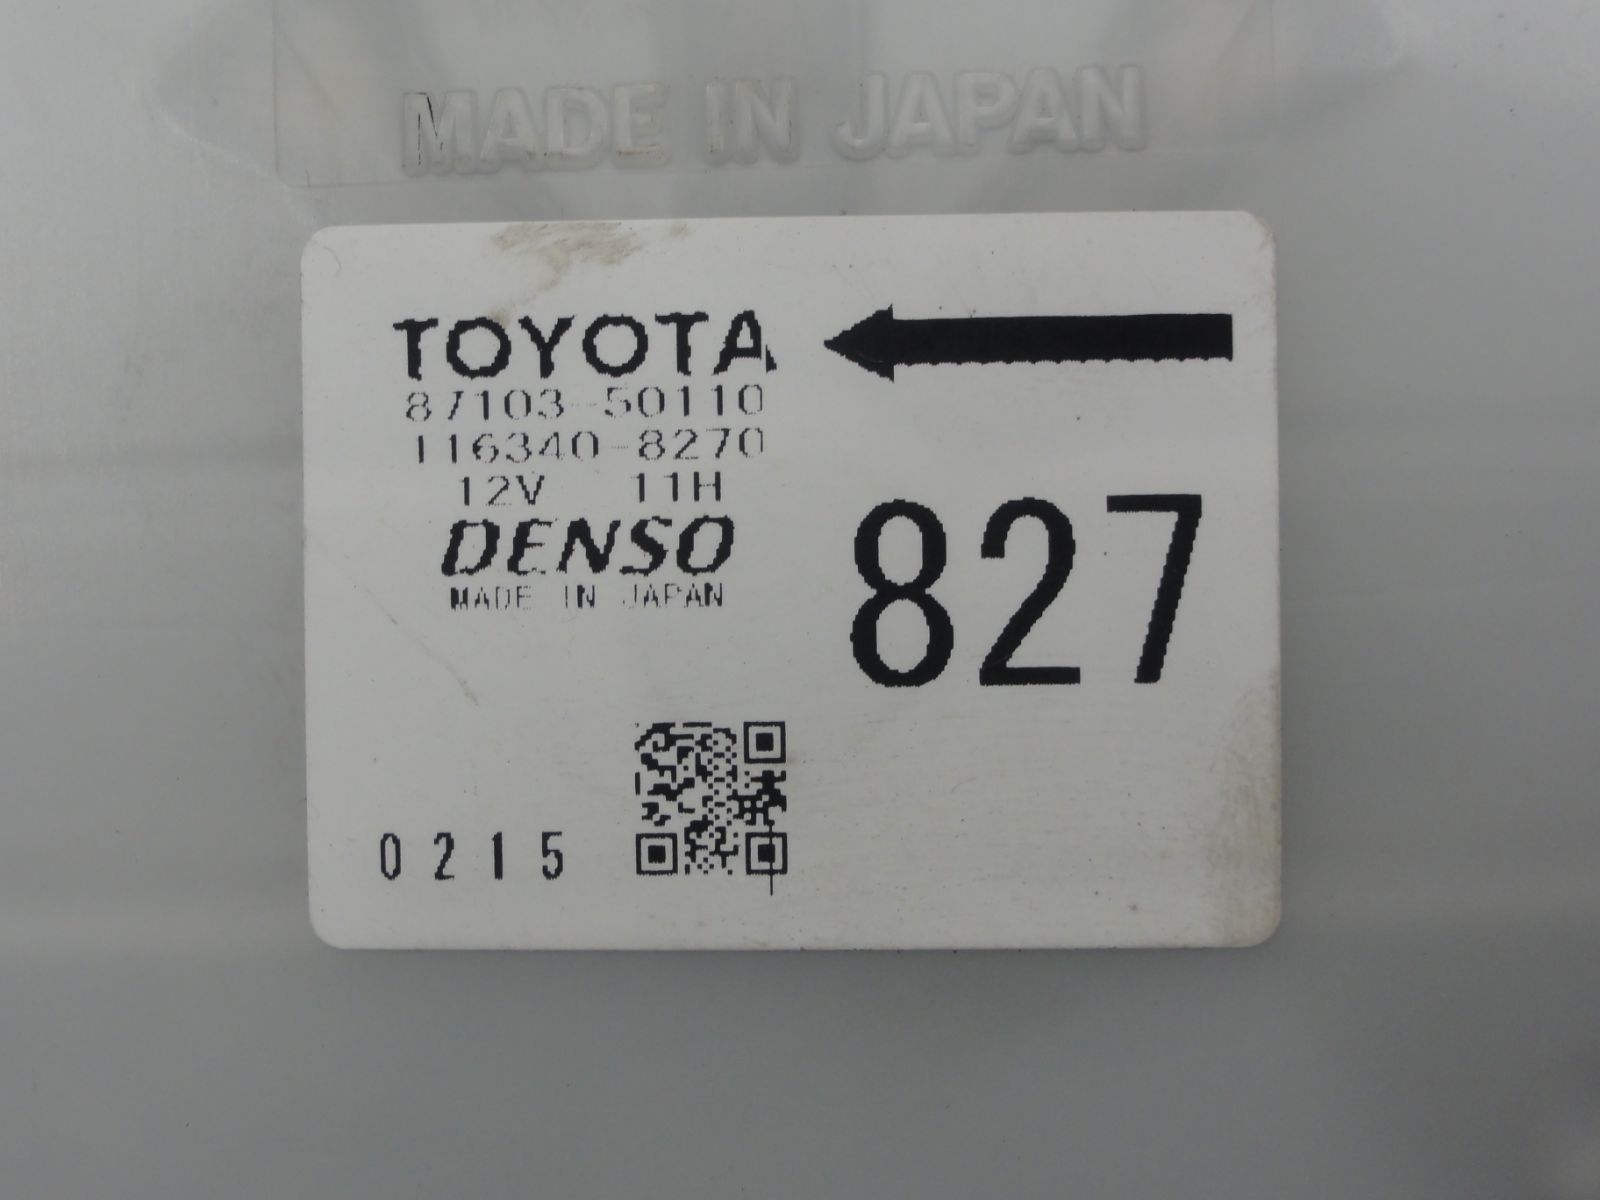 MADE IN JAPAN
TOYOTA
87103-50110
116340-8270
12V 11H
DENSO
MADE IN JAPAN
827
0215